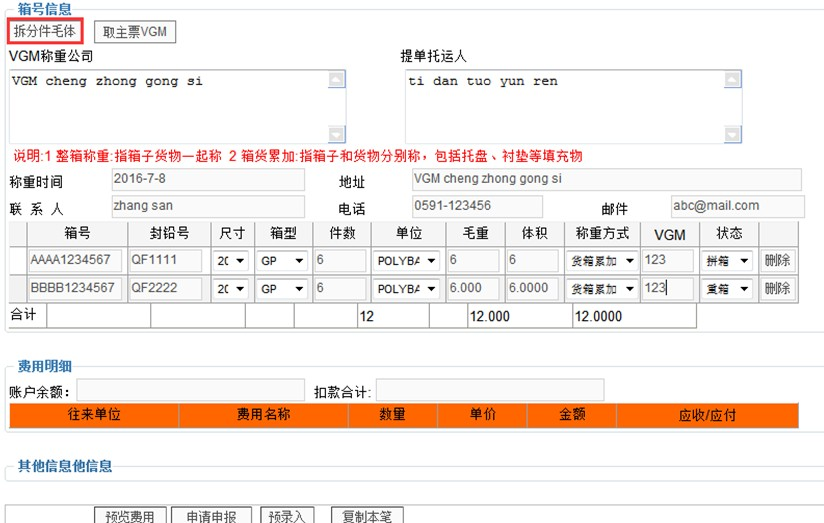 箱号信息
拆分件毛体 取主票VGM
VGM称重公司 提单托运人
VGM cheng zhong gong si ti dan tuo yun ren
说明:1 整箱称重:指箱子货物一起称 2 箱货累加:指箱子和货物分别称，包括托盘、衬垫等填充物
称重时间 2016-7-8 地址 VGM cheng zhong gong si
联 系 人 zhang san 电话 0591-123456 邮件 abc@mail.com
箱号 封铅号 尺寸 箱型 件数 单位 毛重 体积 称重方式 VGM 状态
AAAA1234567 QF1111 20 GP 6 POLYBA 6 6 货箱累加 123 拼箱 删除
BBBB1234567 QF2222 20 GP 6 POLYBA 6.000 6.0000 货箱累加 123 重箱 删除
合计 12 12.000 12.0000
费用明细
账户余额： 扣款合计:
往来单位 费用名称 数量 单价 金额 应收/应付
其他信息他信息
预览费用 申请申报 预录入 复制本笔